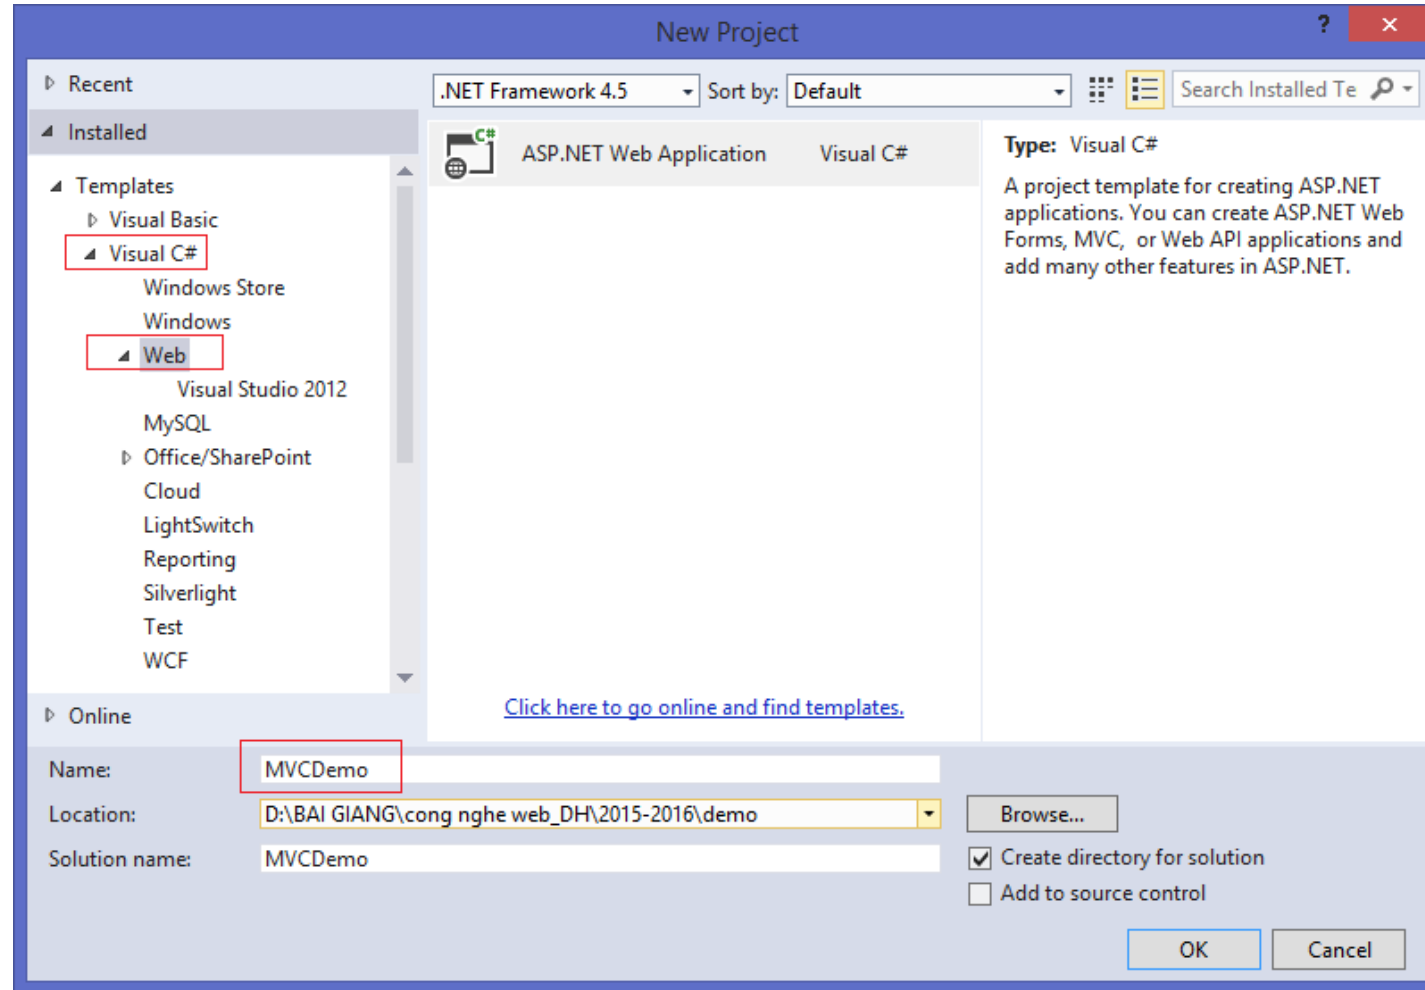 New Project
?
Recent
.NET Framework 4.5
Sort by:
Default
Search Installed Te
Installed
Templates
Visual Basic
Visual C#
Windows Store
Windows
Web
Visual Studio 2012
MySQL
Office/SharePoint
Cloud
LightSwitch
Reporting
Silverlight
Test
WCF
Online
C#
ASP.NET Web Application
Visual C#
Click here to go online and find templates.
Type: Visual C#
A project template for creating ASP.NET
applications. You can create ASP.NET Web
Forms, MVC, or Web API applications and
add many other features in ASP.NET.
Name:
MVCDemo
Location:
D:\BAI GIANG\cong nghe web_DH\2015-2016\demo
Browse...
Solution name:
MVCDemo
Create directory for solution
Add to source control
OK
Cancel